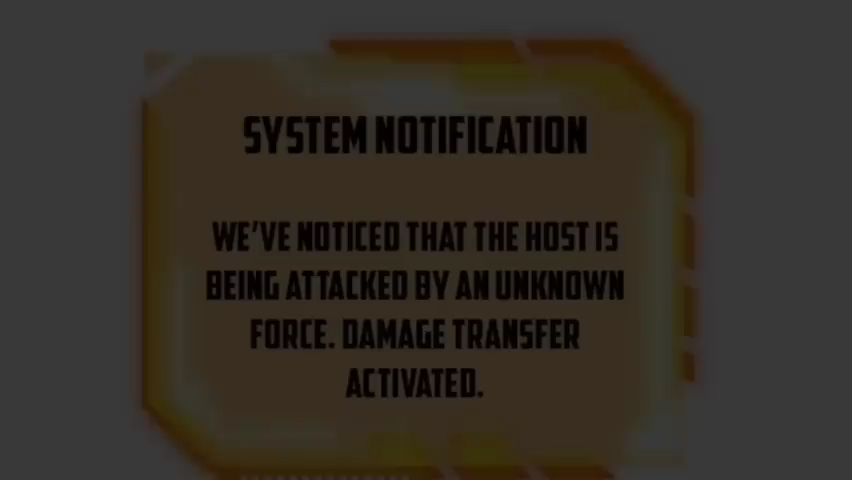 SYSTEM NOTIFICATION
WE'VE NOTICED THAT THE HOST IS
BEING ATTACKED BY AN UNKNOWN
FORCE. DAMAGE TRANSFER
ACTIVATED.